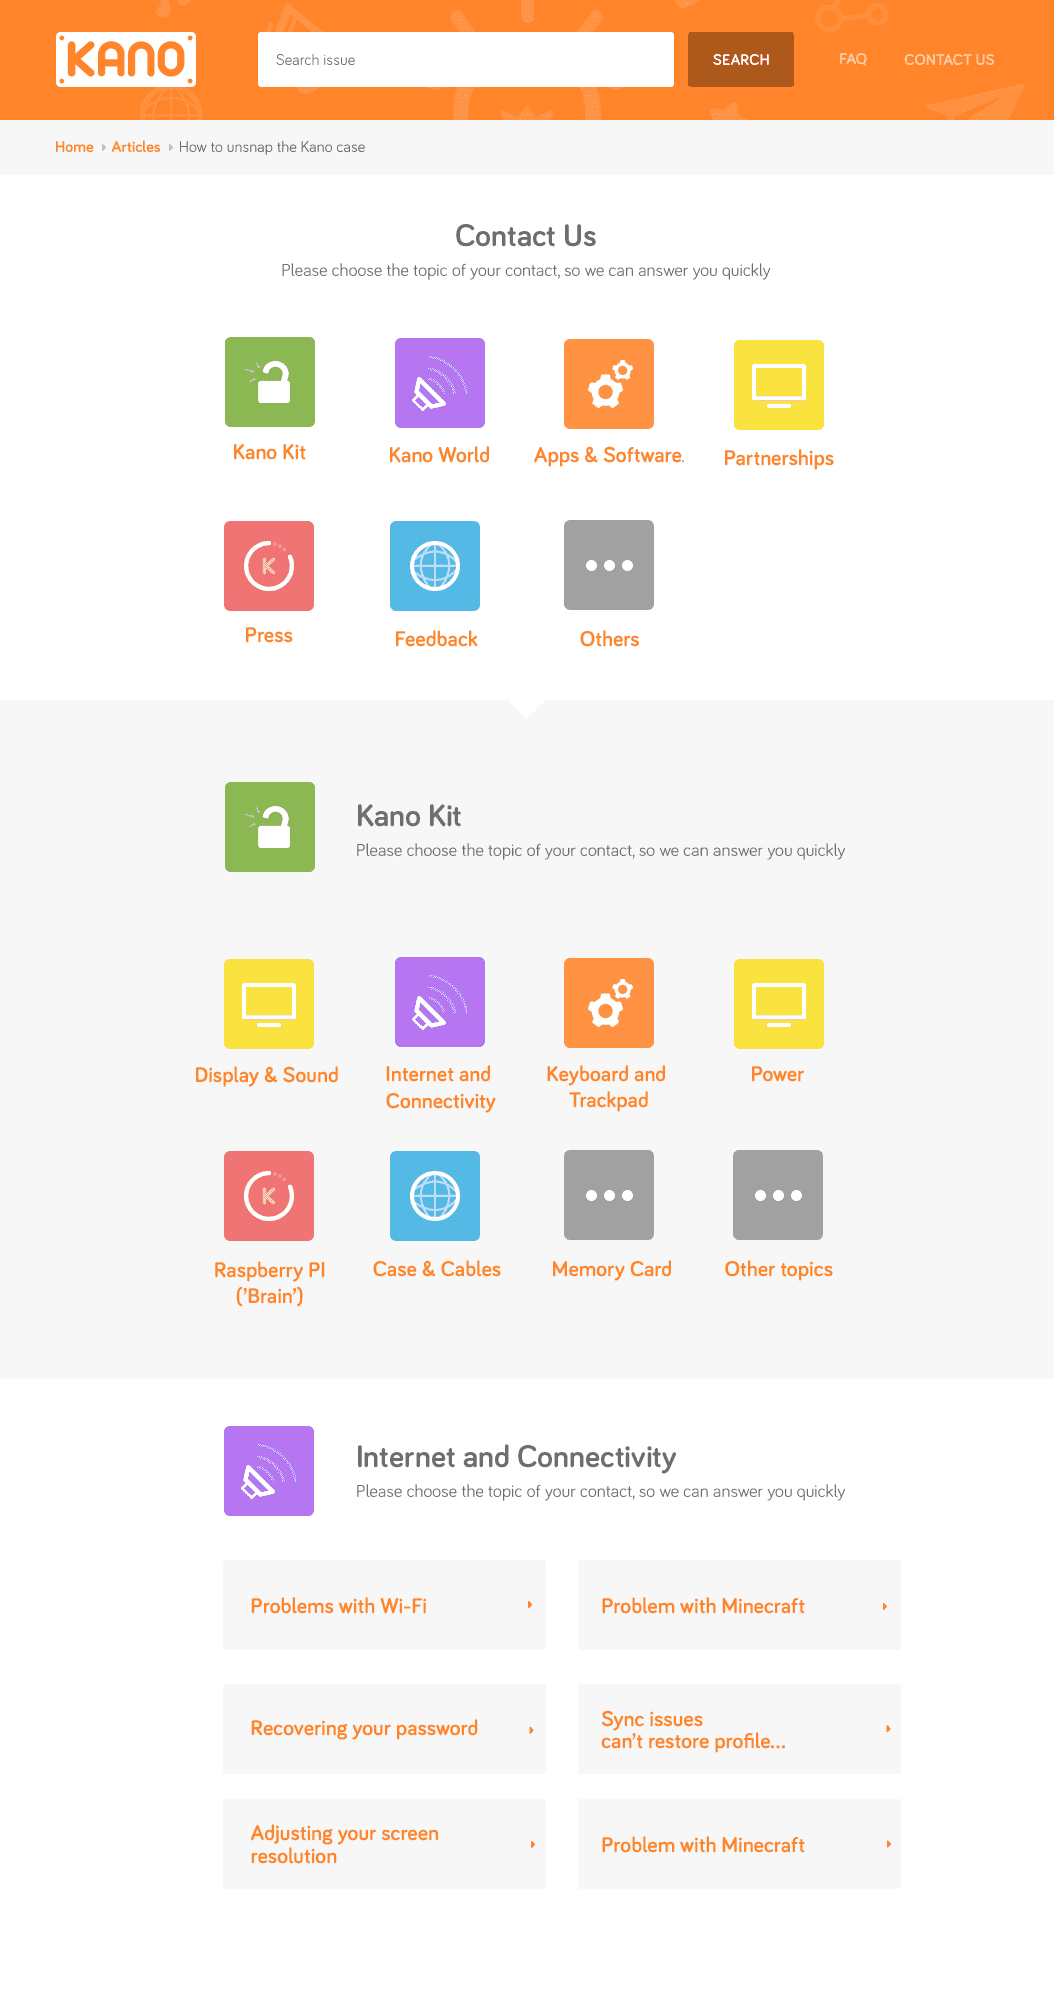 KANO
Search issue
SEARCH
FAQ
CONTACT US
Home Articles How to unsnap the Kano case
Contact Us
Please choose the topic of your contact, so we can answer you quickly
Kano Kit
Kano World
Apps & Software.
Partnerships
K
Press
Feedback
Others
Kano Kit
Please choose the topic of your contact, so we can answer you quickly
Display & Sound
Internet and
Connectivity
Keyboard and
Trackpad
Power
K
Raspberry PI
('Brain')
Case & Cables
Memory Card
Other topics
Internet and Connectivity
Please choose the topic of your contact, so we can answer you quickly
Problems with Wi-Fi
Problem with Minecraft
Recovering your password
Sync issues
can't restore profile...
Adjusting your screen
resolution
Problem with Minecraft